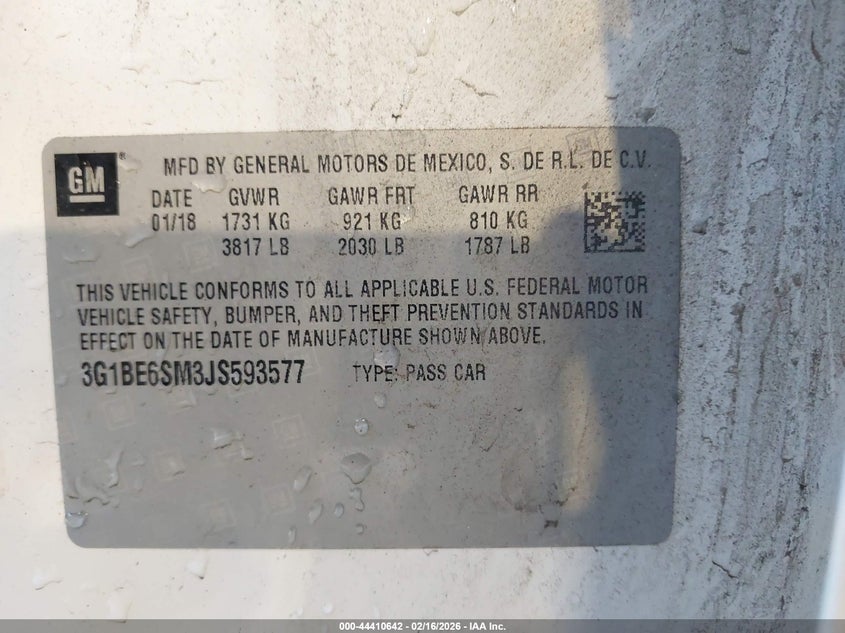 GM®
MFD BY GENERAL MOTORS DE MEXICO, S. DE R.L. DE C.V.
DATE GVWR GAWR FRT GAWR RR
01/18 1731 KG 921 KG 810 KG
3817 LB 2030 LB 1787 LB
THIS VEHICLE CONFORMS TO ALL APPLICABLE U.S. FEDERAL MOTOR
VEHICLE SAFETY, BUMPER, AND THEFT PREVENTION STANDARDS IN
EFFECT ON THE DATE OF MANUFACTURE SHOWN ABOVE.
3G1BE6SM3JS593577 TYPE: PASS CAR
000-44410642 - 02/16/2026 - IAA Inc.